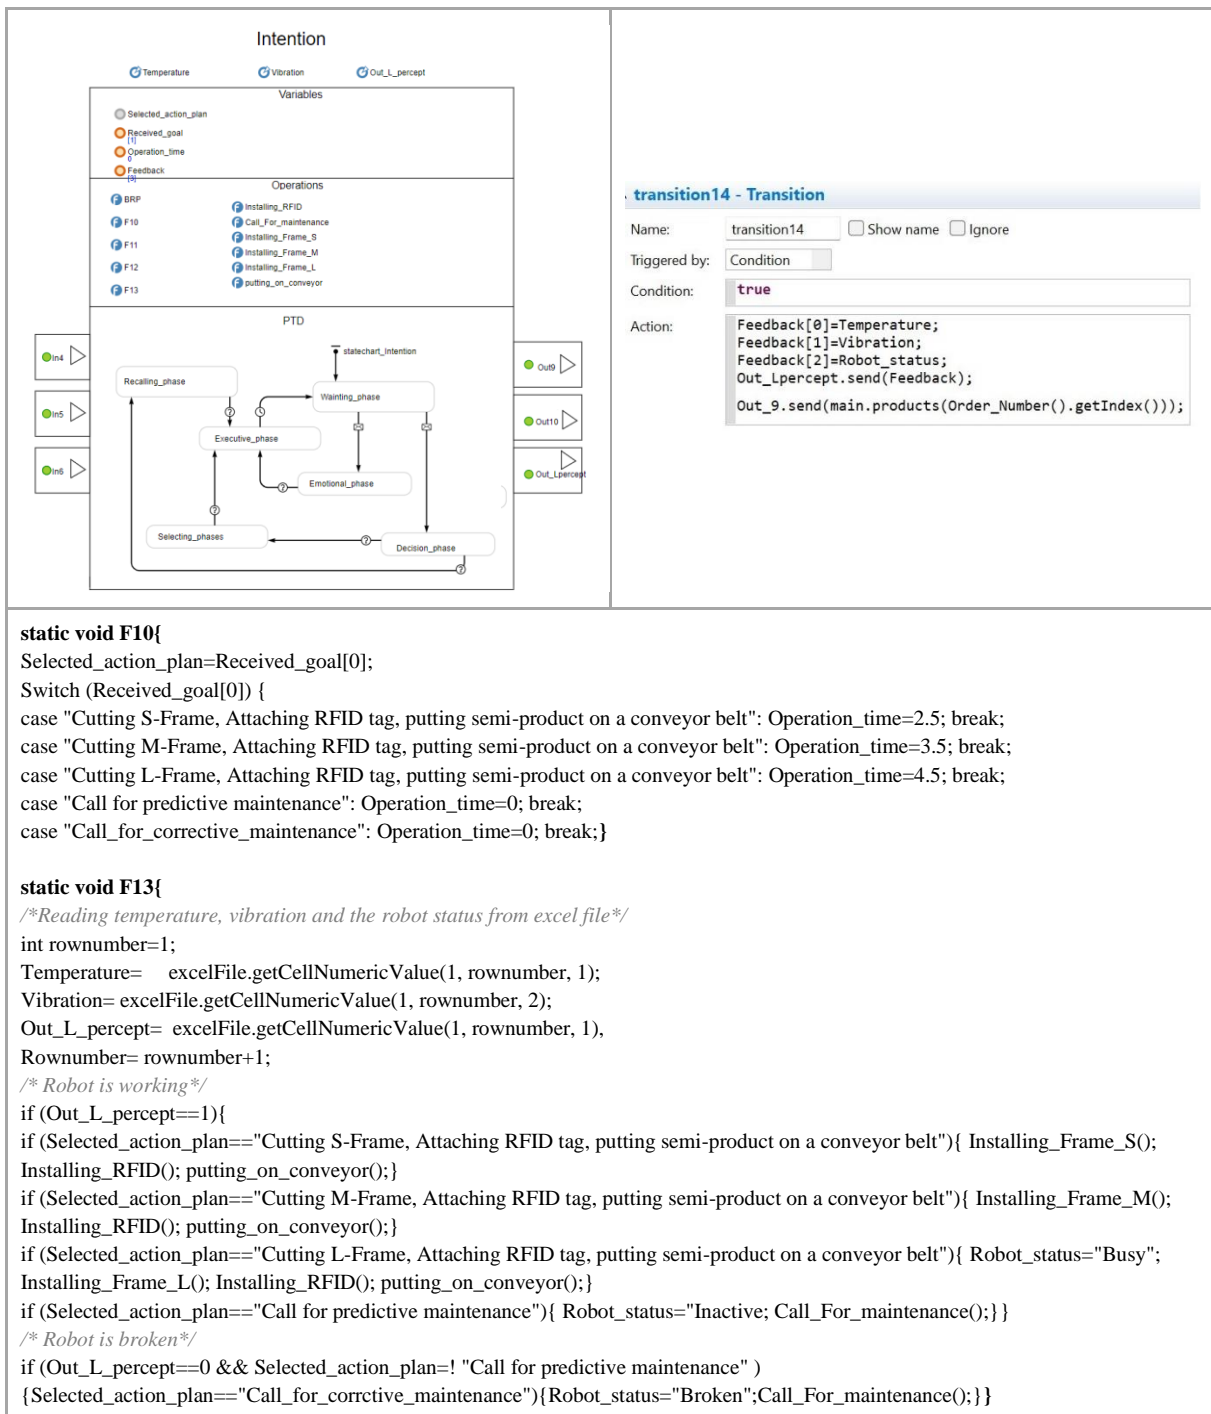 Intention
Temperature
Vibration
Out_L_percept
Variables
Selected_action_plan
Received_goal
[1]
Operation_time
0
Feedback
[3]
Operations
BRP
F10
F11
F12
F13
Installing_RFID
Call_For_maintenance
Installing_Frame_S
Installing_Frame_M
Installing_Frame_L
putting_on_conveyor
PTD
In4
In5
In6
statechart_Intention
Recalling_phase
Wainting_phase
Executive_phase
Emotional_phase
Selecting_phases
Decision_phase
Out9
Out10
Out_Lpercept
transition14 - Transition
Name: transition14 Show name Ignore
Triggered by: Condition
Condition: true
Action: Feedback[0]=Temperature;
Feedback[1]=Vibration;
Feedback[2]=Robot_status;
Out_Lpercept.send(Feedback);
Out_9.send(main.products(Order_Number().getIndex()));
static void F10{
Selected_action_plan=Received_goal[0];
Switch (Received_goal[0]) {
case "Cutting S-Frame, Attaching RFID tag, putting semi-product on a conveyor belt": Operation_time=2.5; break;
case "Cutting M-Frame, Attaching RFID tag, putting semi-product on a conveyor belt": Operation_time=3.5; break;
case "Cutting L-Frame, Attaching RFID tag, putting semi-product on a conveyor belt": Operation_time=4.5; break;
case "Call for predictive maintenance": Operation_time=0; break;
case "Call_for_corrective_maintenance": Operation_time=0; break;}
static void F13{
/*Reading temperature, vibration and the robot status from excel file*/
int rownumber=1;
Temperature= excelFile.getCellNumericValue(1, rownumber, 1);
Vibration= excelFile.getCellNumericValue(1, rownumber, 2);
Out_L_percept= excelFile.getCellNumericValue(1, rownumber, 1),
Rownumber= rownumber+1;
/* Robot is working*/
if (Out_L_percept==1){
if (Selected_action_plan=="Cutting S-Frame, Attaching RFID tag, putting semi-product on a conveyor belt"){ Installing_Frame_S();
Installing_RFID(); putting_on_conveyor();}
if (Selected_action_plan=="Cutting M-Frame, Attaching RFID tag, putting semi-product on a conveyor belt"){ Installing_Frame_M();
Installing_RFID(); putting_on_conveyor();}
if (Selected_action_plan=="Cutting L-Frame, Attaching RFID tag, putting semi-product on a conveyor belt"){ Robot_status="Busy";
Installing_Frame_L(); Installing_RFID(); putting_on_conveyor();}
if (Selected_action_plan=="Call for predictive maintenance"){ Robot_status="Inactive; Call_For_maintenance();}}
/* Robot is broken*/
if (Out_L_percept==0 && Selected_action_plan=! "Call for predictive maintenance" )
{Selected_action_plan=="Call_for_corrctive_maintenance"){Robot_status="Broken";Call_For_maintenance();}}